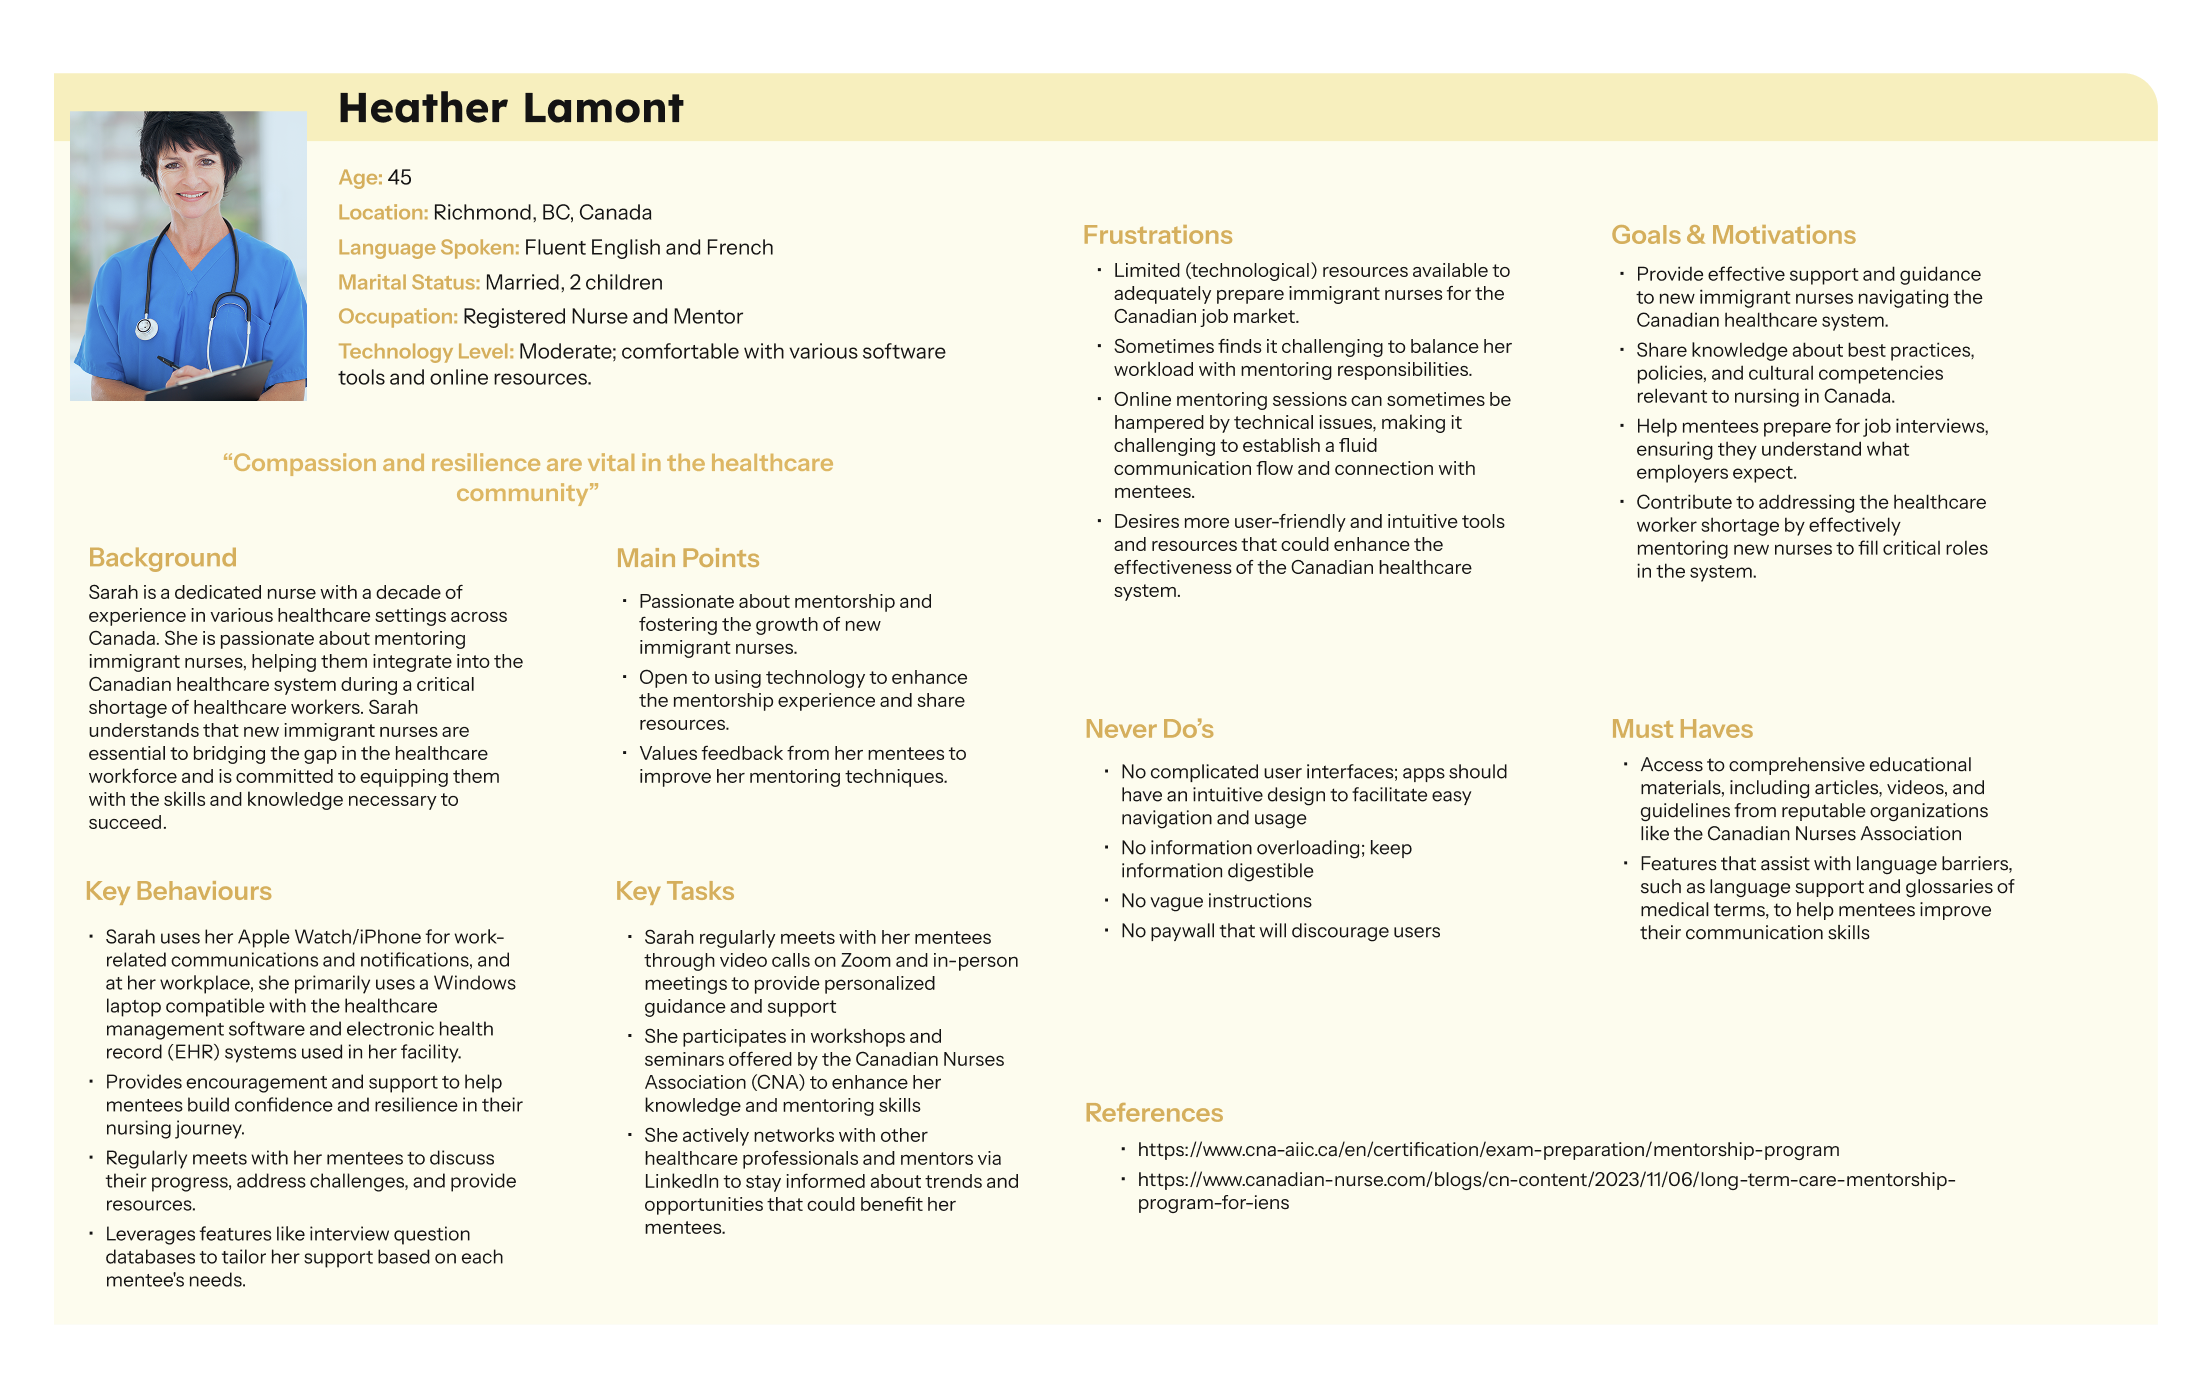 Heather Lamont
Age: 45
Location: Richmond, BC, Canada
Language Spoken: Fluent English and French
Marital Status: Married, 2 children
Occupation: Registered Nurse and Mentor
Technology Level: Moderate; comfortable with various software
tools and online resources.
“Compassion and resilience are vital in the healthcare
community”
Background
Sarah is a dedicated nurse with a decade of
experience in various healthcare settings across
Canada. She is passionate about mentoring
immigrant nurses, helping them integrate into the
Canadian healthcare system during a critical
shortage of healthcare workers. Sarah
understands that new immigrant nurses are
essential to bridging the gap in the healthcare
workforce and is committed to equipping them
with the skills and knowledge necessary to
succeed.
Main Points
· Passionate about mentorship and
fostering the growth of new
immigrant nurses.
· Open to using technology to enhance
the mentorship experience and share
resources.
· Values feedback from her mentees to
improve her mentoring techniques.
Key Behaviours
· Sarah uses her Apple Watch/iPhone for work-
related communications and notifications, and
at her workplace, she primarily uses a Windows
laptop compatible with the healthcare
management software and electronic health
record (EHR) systems used in her facility.
· Provides encouragement and support to help
mentees build confidence and resilience in their
nursing journey.
· Regularly meets with her mentees to discuss
their progress, address challenges, and provide
resources.
· Leverages features like interview question
databases to tailor her support based on each
mentee's needs.
Key Tasks
· Sarah regularly meets with her mentees
through video calls on Zoom and in-person
meetings to provide personalized
guidance and support
· She participates in workshops and
seminars offered by the Canadian Nurses
Association (CNA) to enhance her
knowledge and mentoring skills
· She actively networks with other
healthcare professionals and mentors via
LinkedIn to stay informed about trends and
opportunities that could benefit her
mentees.
Frustrations
· Limited (technological) resources available to
adequately prepare immigrant nurses for the
Canadian job market.
· Sometimes finds it challenging to balance her
workload with mentoring responsibilities.
· Online mentoring sessions can sometimes be
hampered by technical issues, making it
challenging to establish a fluid
communication flow and connection with
mentees.
· Desires more user-friendly and intuitive tools
and resources that could enhance the
effectiveness of the Canadian healthcare
system.
Goals & Motivations
· Provide effective support and guidance
to new immigrant nurses navigating the
Canadian healthcare system.
· Share knowledge about best practices,
policies, and cultural competencies
relevant to nursing in Canada.
· Help mentees prepare for job interviews,
ensuring they understand what
employers expect.
· Contribute to addressing the healthcare
worker shortage by effectively
mentoring new nurses to fill critical roles
in the system.
Never Do’s
· No complicated user interfaces; apps should
have an intuitive design to facilitate easy
navigation and usage
· No information overloading; keep
information digestible
· No vague instructions
· No paywall that will discourage users
Must Haves
· Access to comprehensive educational
materials, including articles, videos, and
guidelines from reputable organizations
like the Canadian Nurses Association
· Features that assist with language barriers,
such as language support and glossaries of
medical terms, to help mentees improve
their communication skills
References
· https://www.cna-aiic.ca/en/certification/exam-preparation/mentorship-program
· https://www.canadian-nurse.com/blogs/cn-content/2023/11/06/long-term-care-mentorship-
program-for-iens